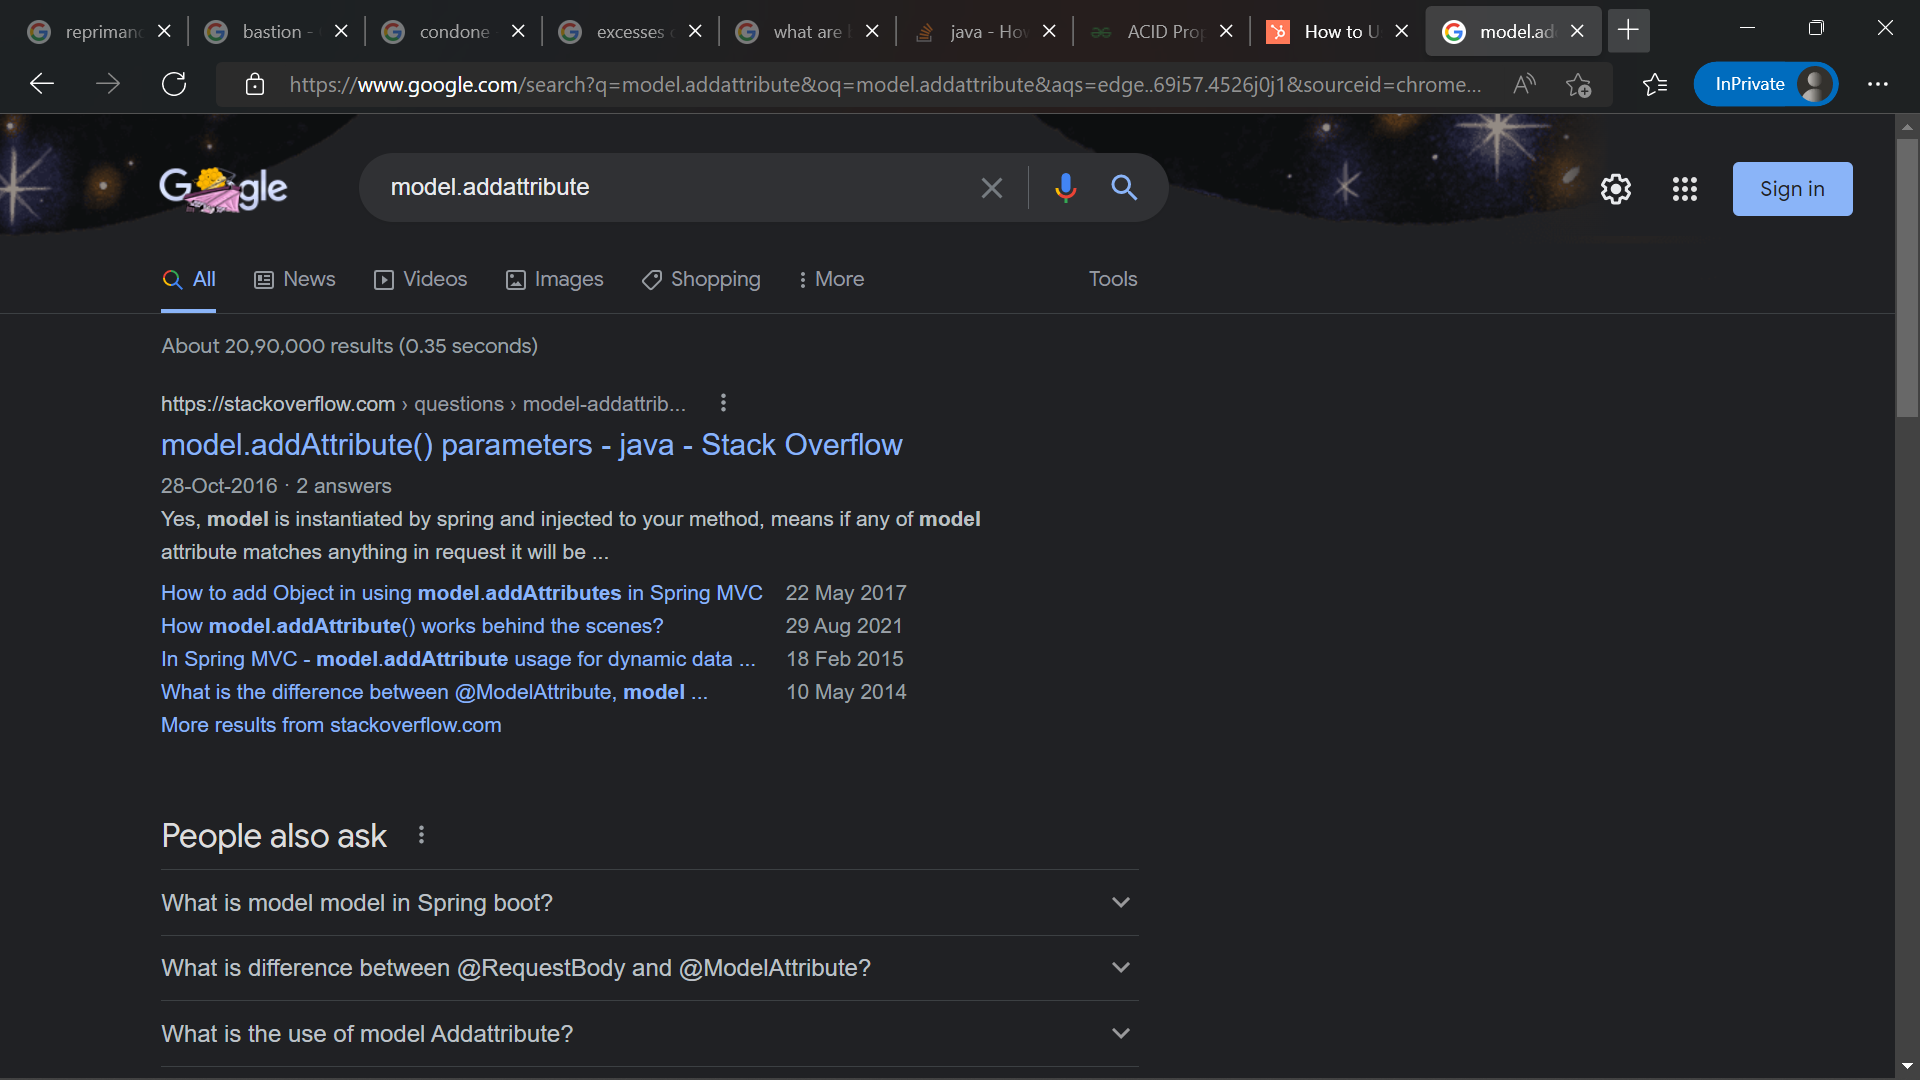 repriman
bastion -
condone
excesses
what are
java - Ho
ACID Pro
How to U
model.ad
https://www.google.com/search?q=model.addattribute&oq=model.addattribute&aqs=edge..69i57.4526j0j1&sourceid=chrome...
InPrivate
Google
model.addattribute
Sign in
All
News
Videos
Images
Shopping
More
Tools
About 20,90,000 results (0.35 seconds)
https://stackoverflow.com › questions › model-addattrib...
model.addAttribute() parameters - java - Stack Overflow
28-Oct-2016 · 2 answers
Yes, model is instantiated by spring and injected to your method, means if any of model
attribute matches anything in request it will be ...
How to add Object in using model.addAttributes in Spring MVC 22 May 2017
How model.addAttribute() works behind the scenes? 29 Aug 2021
In Spring MVC - model.addAttribute usage for dynamic data ... 18 Feb 2015
What is the difference between @ModelAttribute, model ... 10 May 2014
More results from stackoverflow.com
People also ask
What is model model in Spring boot?
What is difference between @RequestBody and @ModelAttribute?
What is the use of model Addattribute?